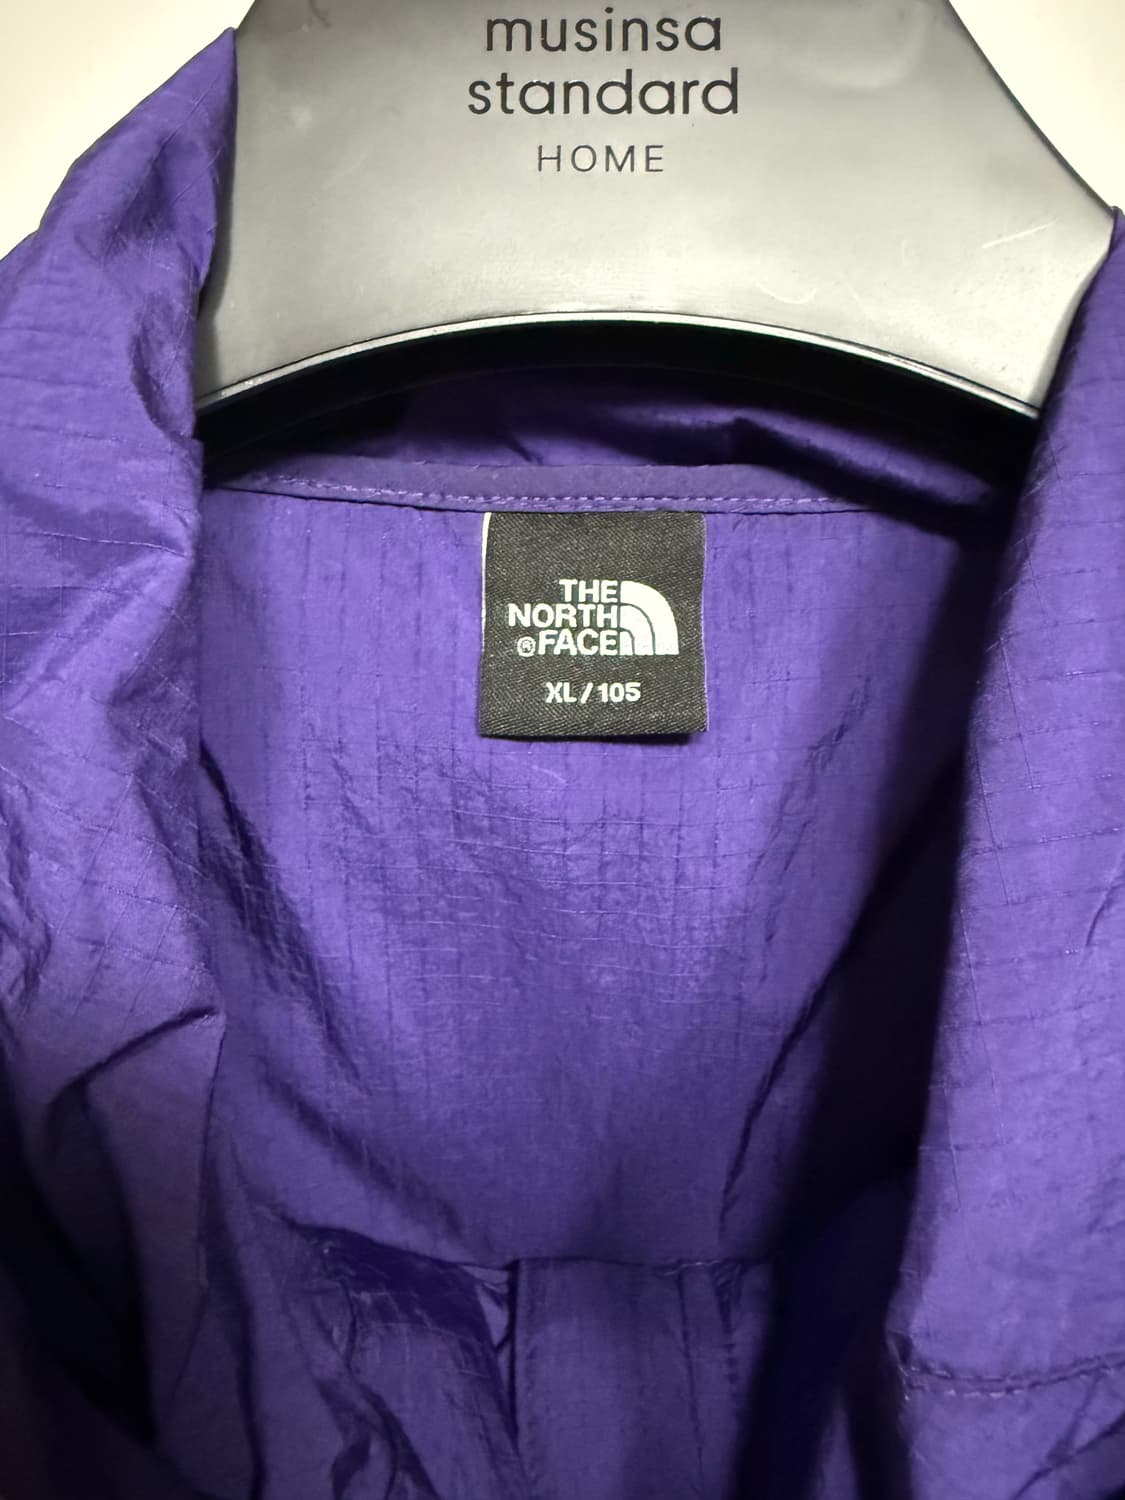 musinsa
standard
HOME
THE
NORTH
®FACE
XL/105